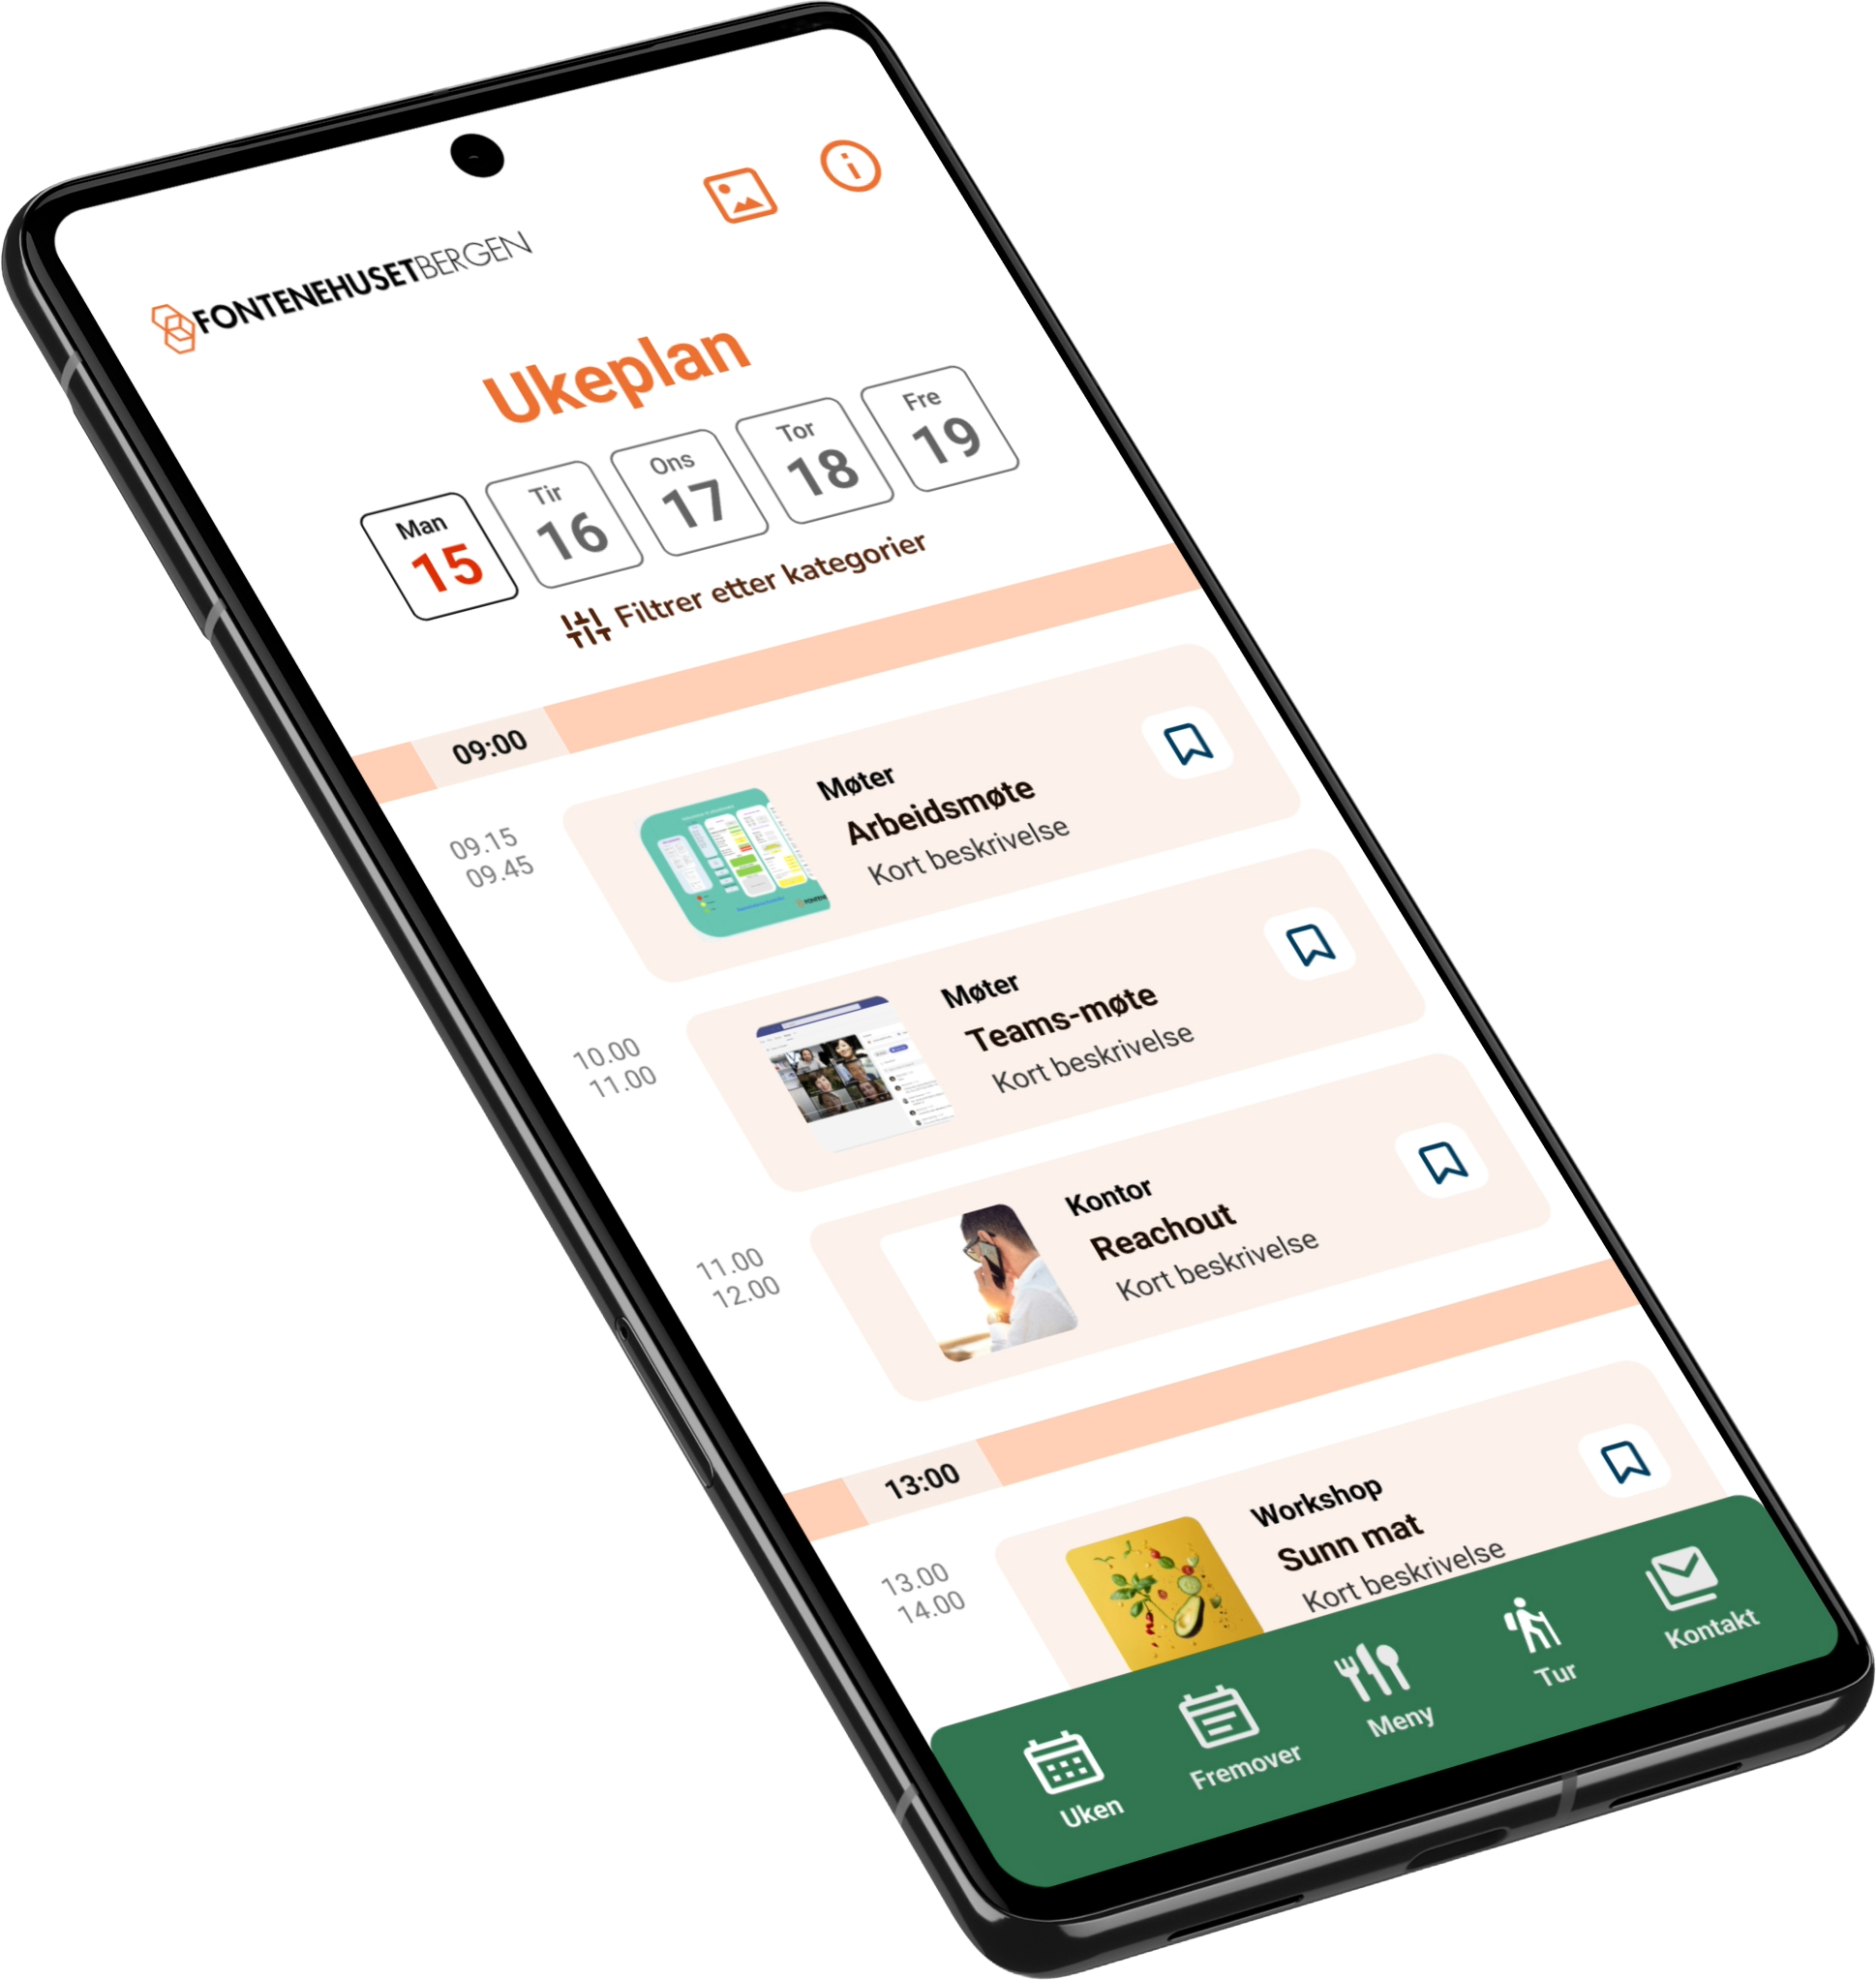 FONTENEHUSETBERGEN
Ukeplan
Man
15
Tir
16
Ons
17
Tor
18
Fre
19
Filtrer etter kategorier
09:00
09.15
09.45
Møter
Arbeidsmøte
Kort beskrivelse
10.00
11.00
Møter
Teams-møte
Kort beskrivelse
11.00
12.00
Kontor
Reachout
Kort beskrivelse
13:00
13.00
14.00
Workshop
Sunn mat
Kort beskrivelse
Uken
Fremover
Meny
Tur
Kontakt